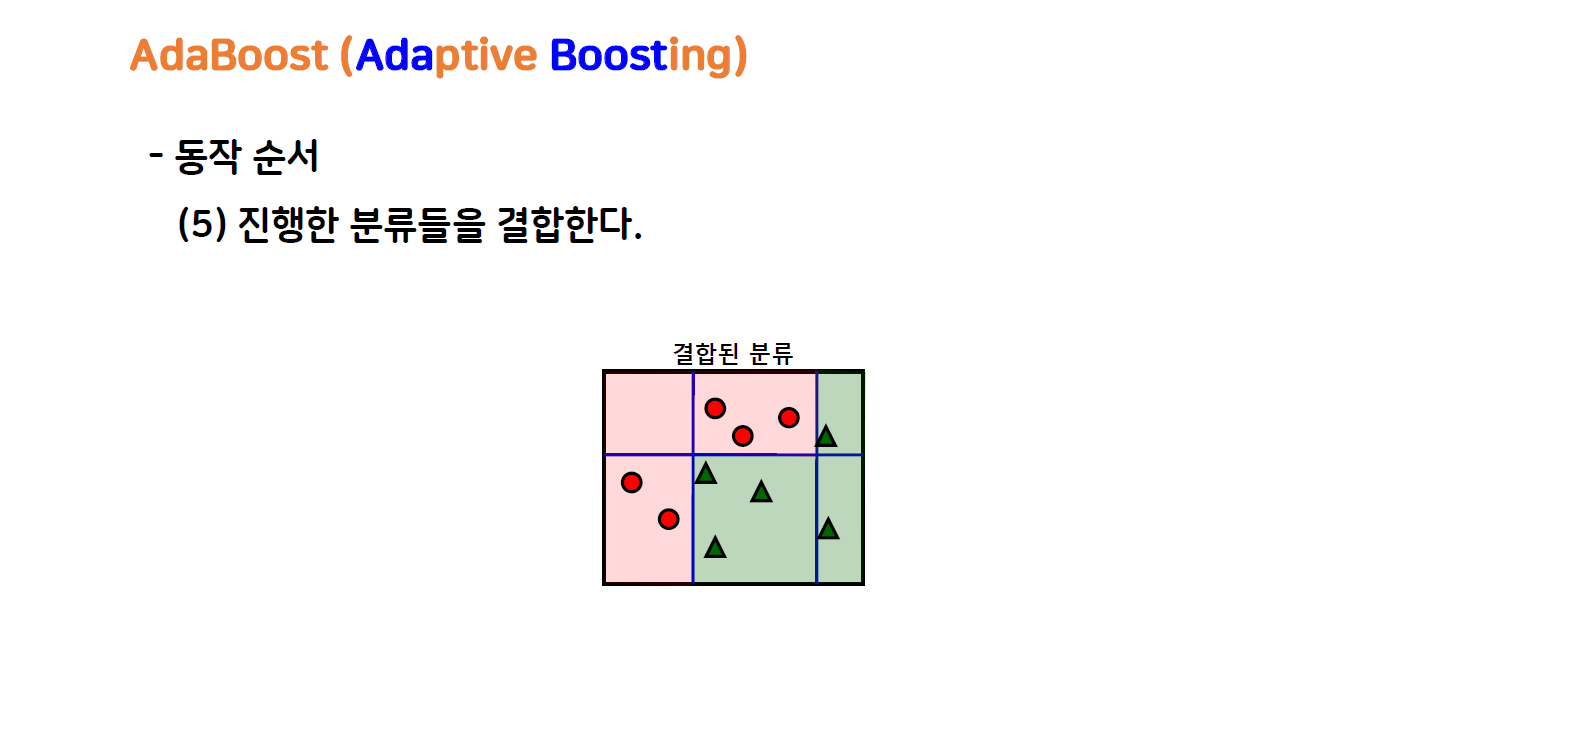 AdaBoost (Adaptive Boosting)
- 동작 순서
(5) 진행한 분류들을 결합한다.
결합된 분류